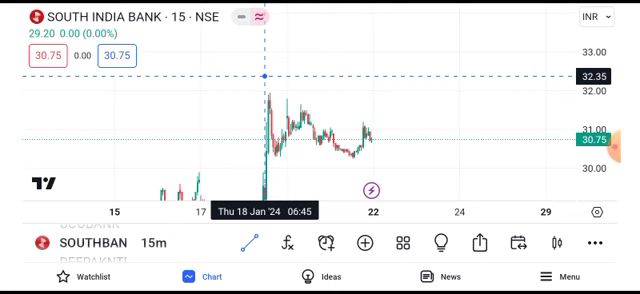 SOUTH INDIA BANK · 15 · NSE
INR
29.20 0.00 (0.00%)
30.75 0.00 30.75
33.00
32.35
32.00
31.00
30.75
30.00
15 17 Thu 18 Jan '24 06:45 22 24 29
SOUTHBAN 15m
Watchlist Chart Ideas News Menu